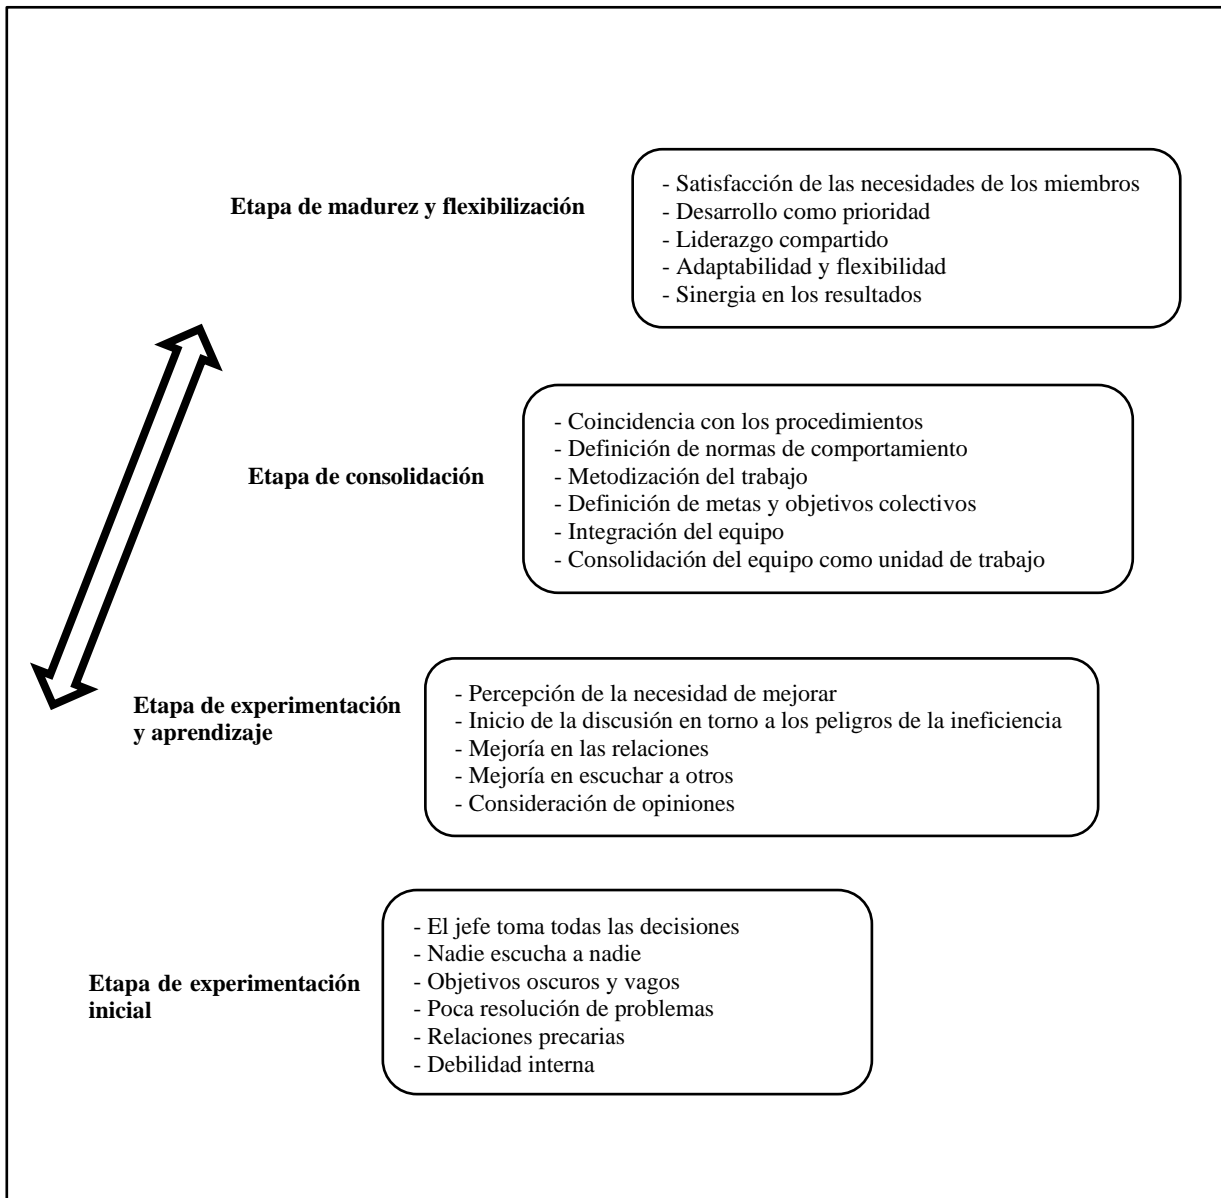 Etapa de madurez y flexibilización
- Satisfacción de las necesidades de los miembros
- Desarrollo como prioridad
- Liderazgo compartido
- Adaptabilidad y flexibilidad
- Sinergia en los resultados
Etapa de consolidación
- Coincidencia con los procedimientos
- Definición de normas de comportamiento
- Metodización del trabajo
- Definición de metas y objetivos colectivos
- Integración del equipo
- Consolidación del equipo como unidad de trabajo
Etapa de experimentación
y aprendizaje
- Percepción de la necesidad de mejorar
- Inicio de la discusión en torno a los peligros de la ineficiencia
- Mejoría en las relaciones
- Mejoría en escuchar a otros
- Consideración de opiniones
Etapa de experimentación
inicial
- El jefe toma todas las decisiones
- Nadie escucha a nadie
- Objetivos oscuros y vagos
- Poca resolución de problemas
- Relaciones precarias
- Debilidad interna